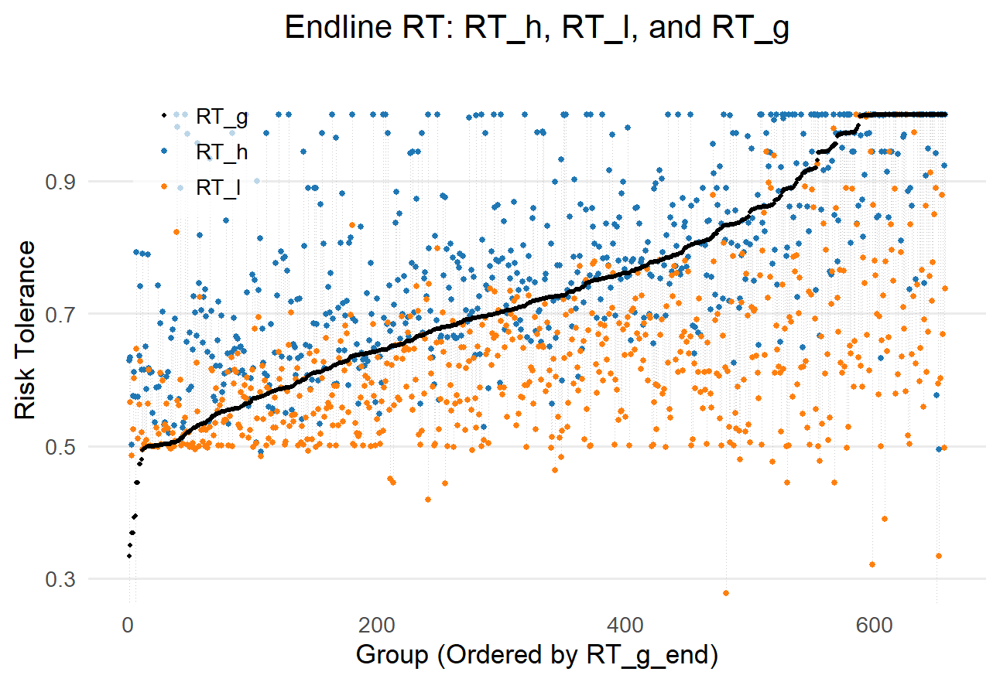 Endline RT: RT_h, RT_l, and RT_g
RT_g
RT_h
RT_l
0.9
0.7
0.5
0.3
Risk Tolerance
0
200
400
600
Group (Ordered by RT_g_end)